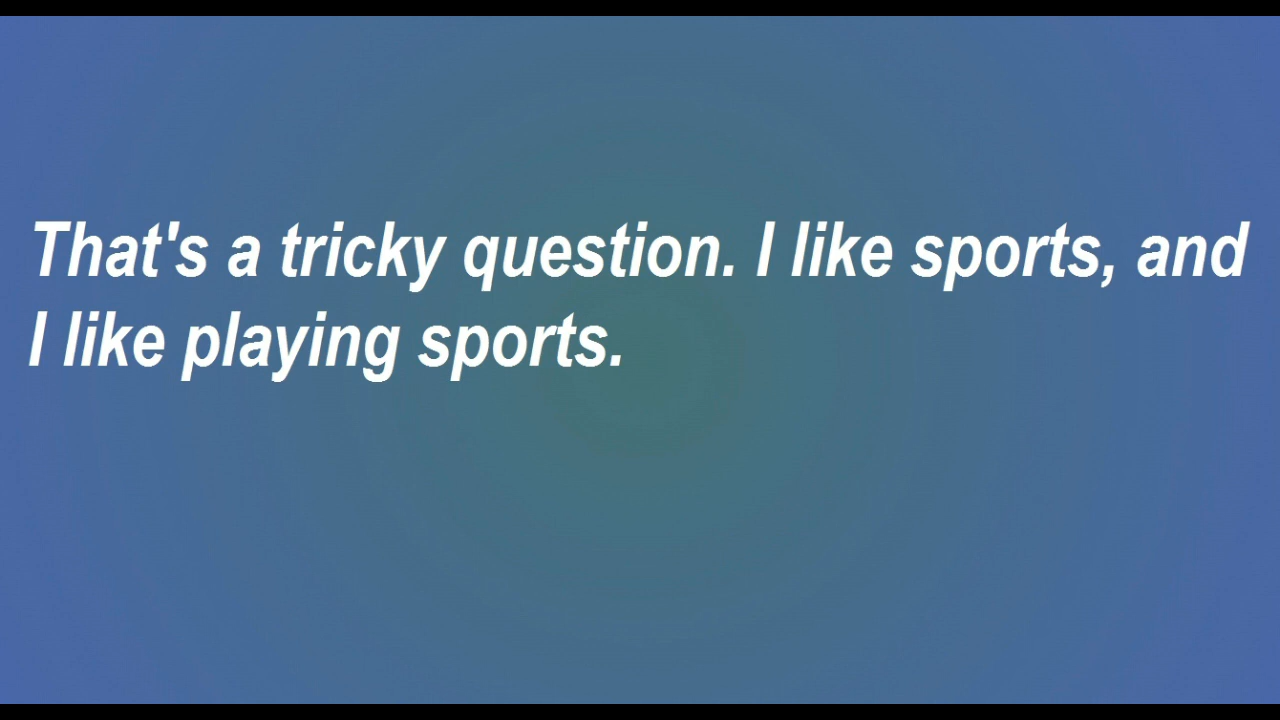 That's a tricky question. I like sports, and
I like playing sports.